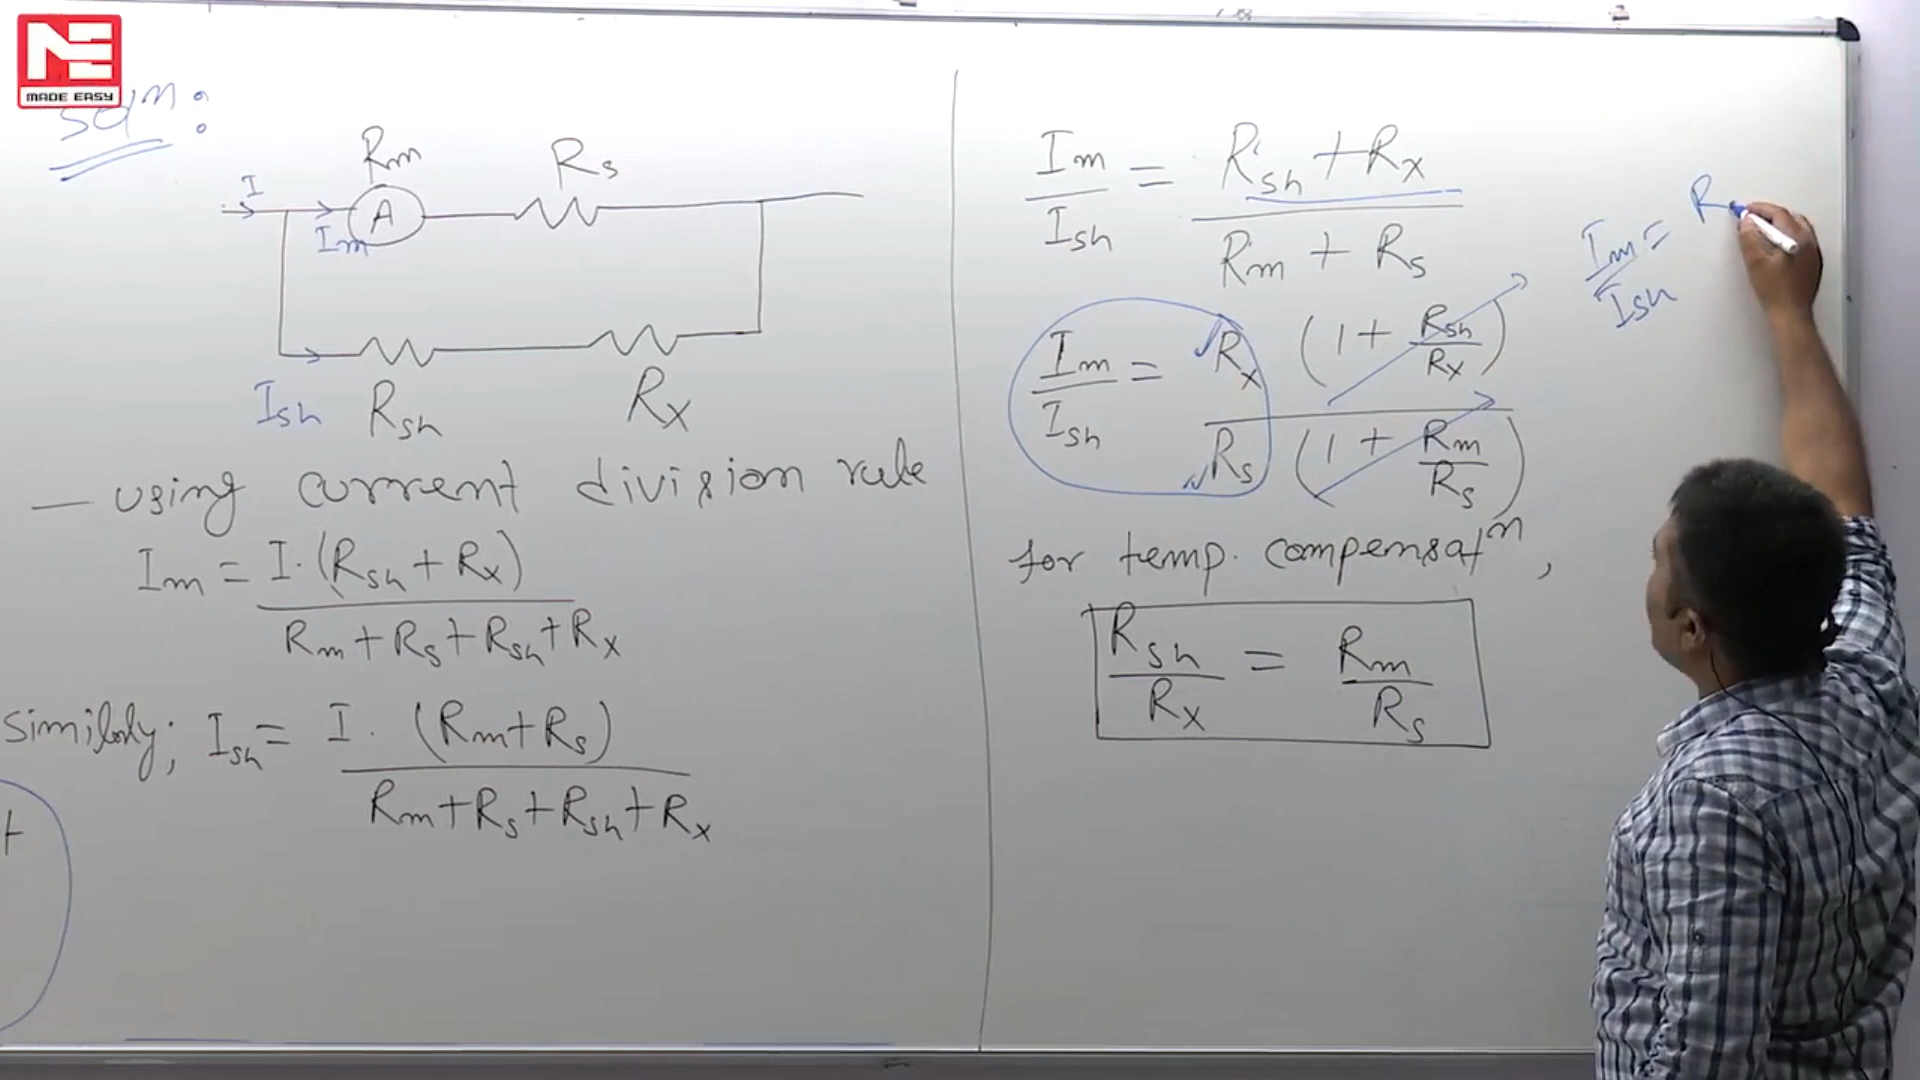 MADE EASY
Solⁿ:
Rm Rs
I
A
Im
Ish Rsh Rx
— using current division rule
Im = I·(Rsh + Rx)
Rm + Rs + Rsh + Rx
Similarly; Ish = I· (Rm + Rs)
Rm + Rs + Rsh + Rx
Im/Ish = Rsh + Rx / Rm + Rs
Im/Ish = Rx (1 + Rsh/Rx) / Rs (1 + Rm/Rs)
for temp. compensatⁿ,
Rsh/Rx = Rm/Rs
Im/Ish = R